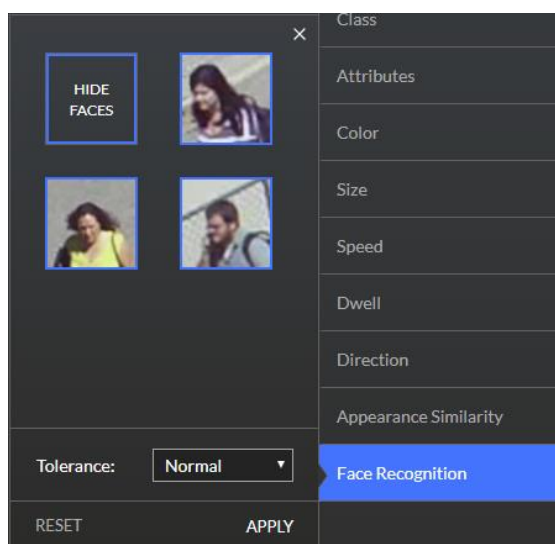 ×
HIDE
FACES
Tolerance:
Normal
RESET
APPLY
Class
Attributes
Color
Size
Speed
Dwell
Direction
Appearance Similarity
Face Recognition